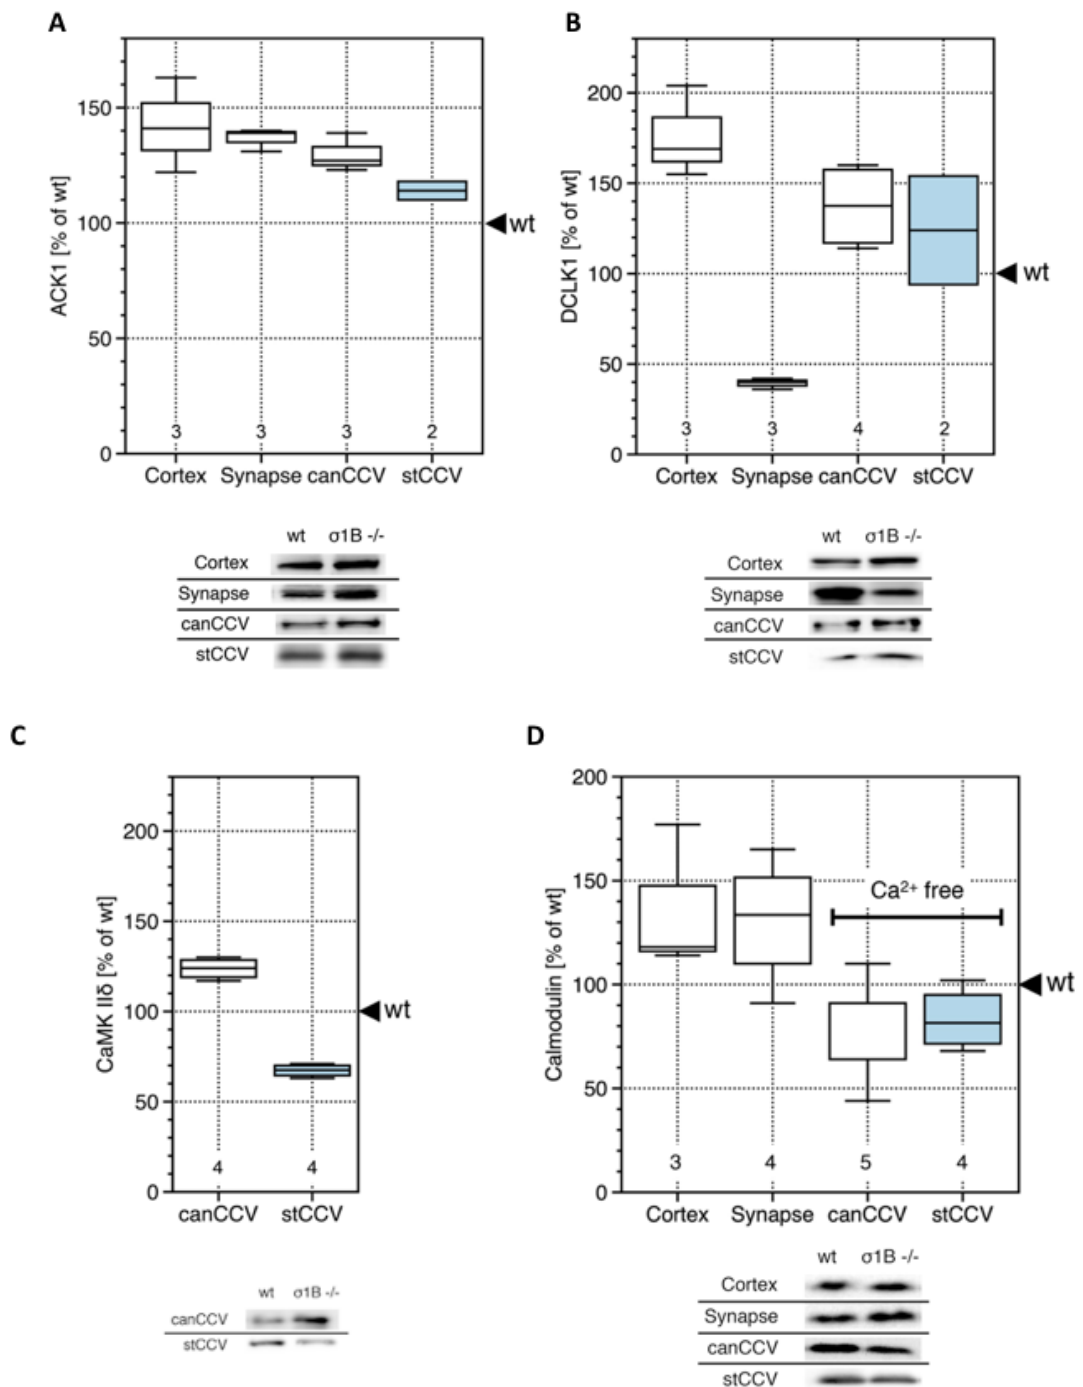 A
ACK1 [% of wt]
150
100
50
0
3 3 3 2
Cortex Synapse canCCV stCCV
wt
wt σ1B -/-
Cortex
Synapse
canCCV
stCCV
B
DCLK1 [% of wt]
200
150
100
50
0
3 3 4 2
Cortex Synapse canCCV stCCV
wt
wt σ1B -/-
Cortex
Synapse
canCCV
stCCV
C
CaMK IIδ [% of wt]
200
150
100
50
0
4 4
canCCV stCCV
wt
wt σ1B -/-
canCCV
stCCV
D
Calmodulin [% of wt]
200
150
100
50
0
Ca²⁺ free
3 4 5 4
Cortex Synapse canCCV stCCV
wt
wt σ1B -/-
Cortex
Synapse
canCCV
stCCV